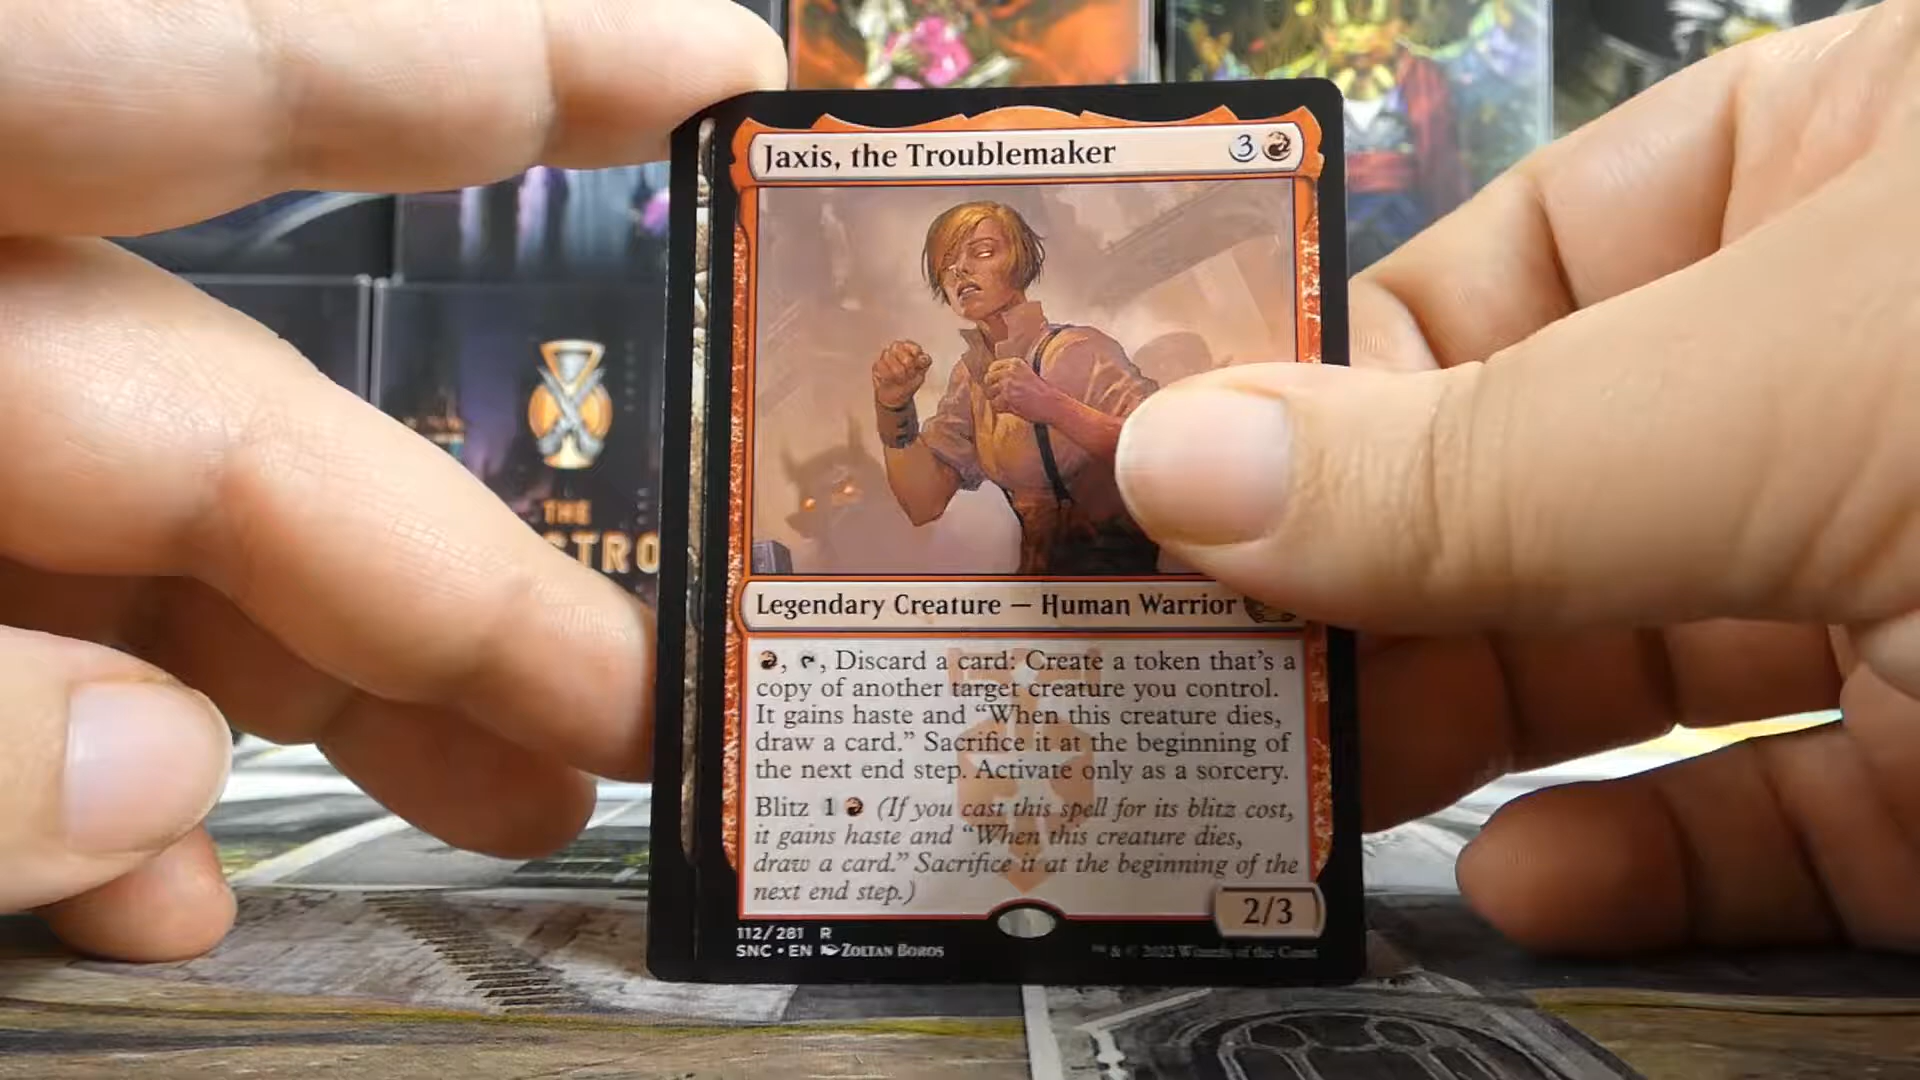 Jaxis, the Troublemaker 3
Legendary Creature — Human Warrior
, , Discard a card: Create a token that's a
copy of another target creature you control.
It gains haste and “When this creature dies,
draw a card.” Sacrifice it at the beginning of
the next end step. Activate only as a sorcery.
Blitz 1 (If you cast this spell for its blitz cost,
it gains haste and “When this creature dies,
draw a card.” Sacrifice it at the beginning of the
next end step.)
2/3
112/281 R
SNC • EN Zoltan Boros
™ & © 2022 Wizards of the Coast
THE
STRO